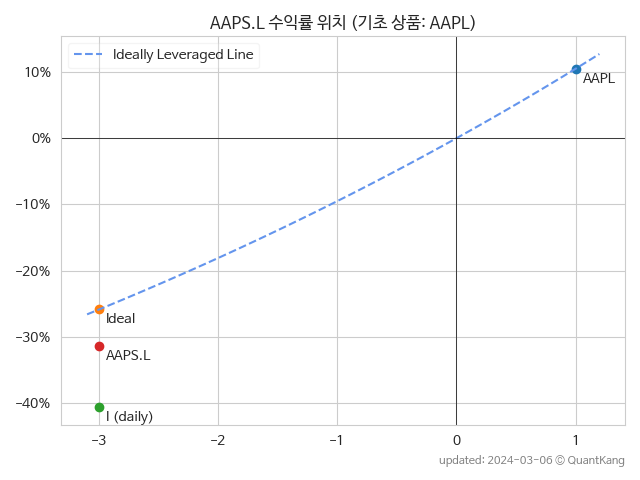 AAPS.L 수익률 위치 (기초 상품: AAPL)
Ideally Leveraged Line
10%
AAPL
0%
−10%
−20%
Ideal
−30%
AAPS.L
−40%
I (daily)
−3
−2
−1
0
1
updated: 2024-03-06 © QuantKang